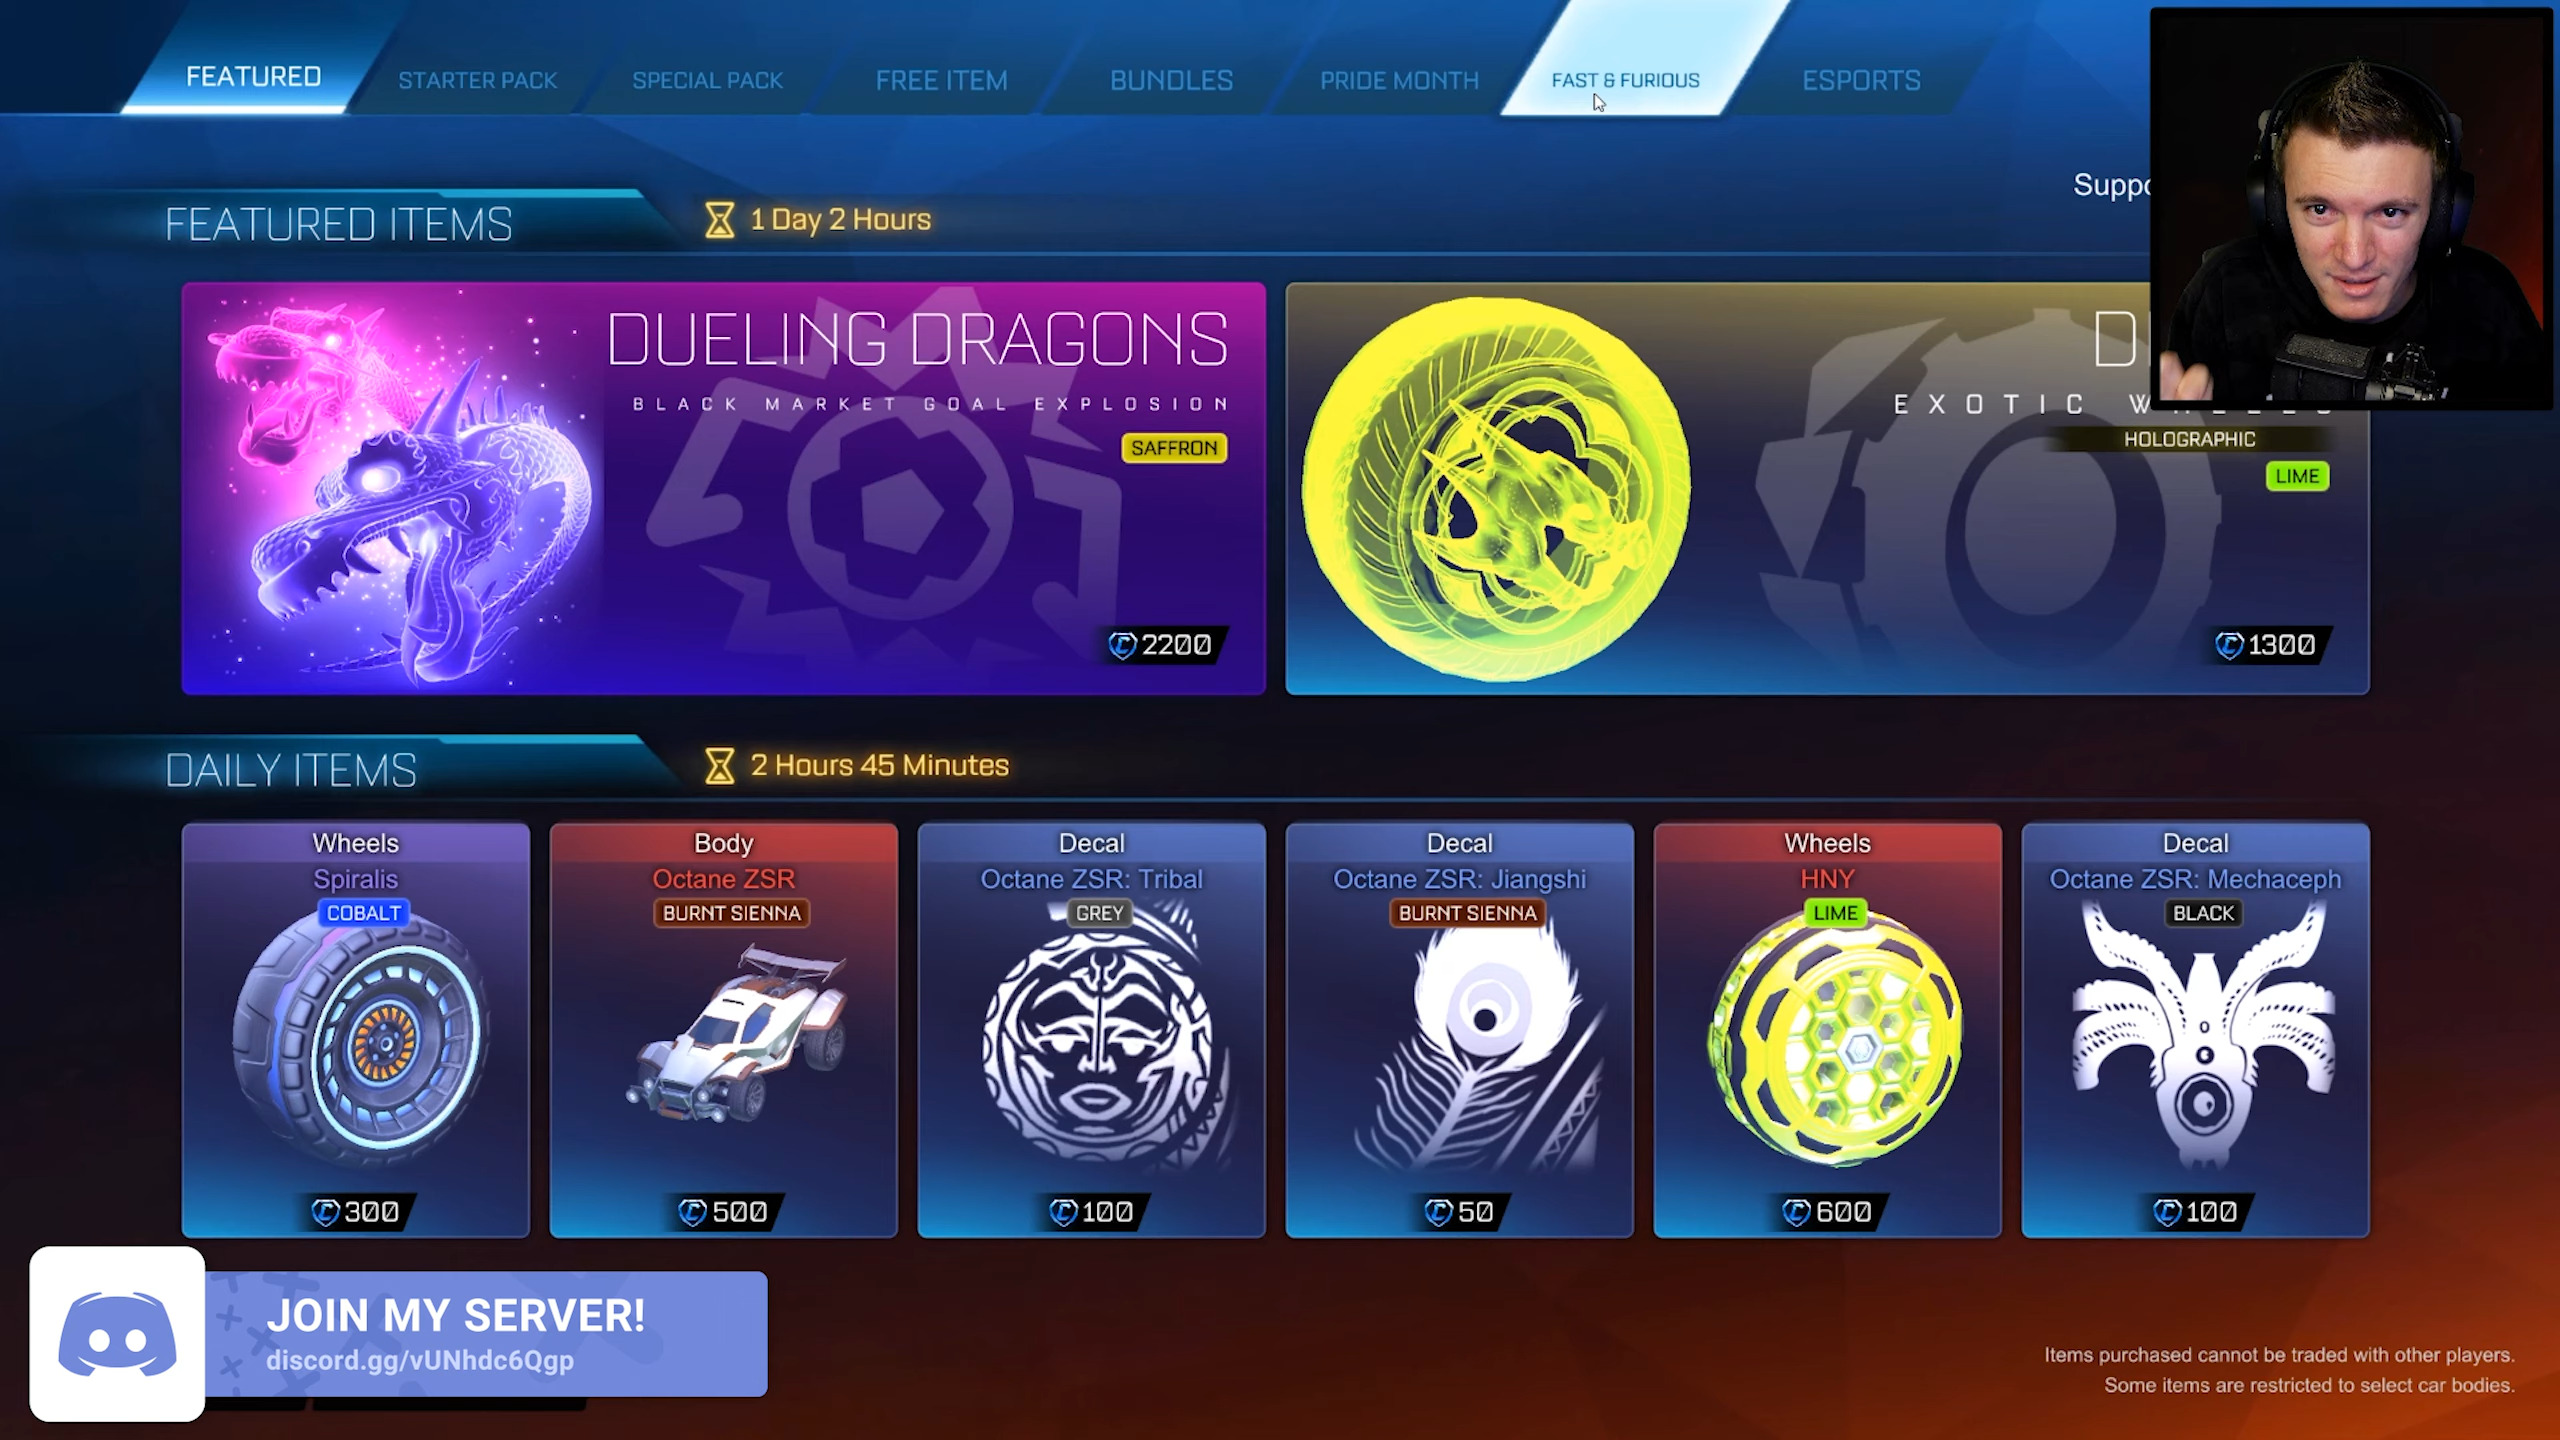 FEATURED
STARTER PACK
SPECIAL PACK
FREE ITEM
BUNDLES
PRIDE MONTH
FAST & FURIOUS
ESPORTS
FEATURED ITEMS
1 Day 2 Hours
DUELING DRAGONS
BLACK MARKET GOAL EXPLOSION
SAFFRON
2200
EXOTIC
HOLOGRAPHIC
LIME
1300
DAILY ITEMS
2 Hours 45 Minutes
Wheels
Spiralis
COBALT
300
Body
Octane ZSR
BURNT SIENNA
500
Decal
Octane ZSR: Tribal
GREY
100
Decal
Octane ZSR: Jiangshi
BURNT SIENNA
50
Wheels
HNY
LIME
600
Decal
Octane ZSR: Mechaceph
BLACK
100
JOIN MY SERVER!
discord.gg/vUNhdc6Qgp
Items purchased cannot be traded with other players.
Some items are restricted to select car bodies.